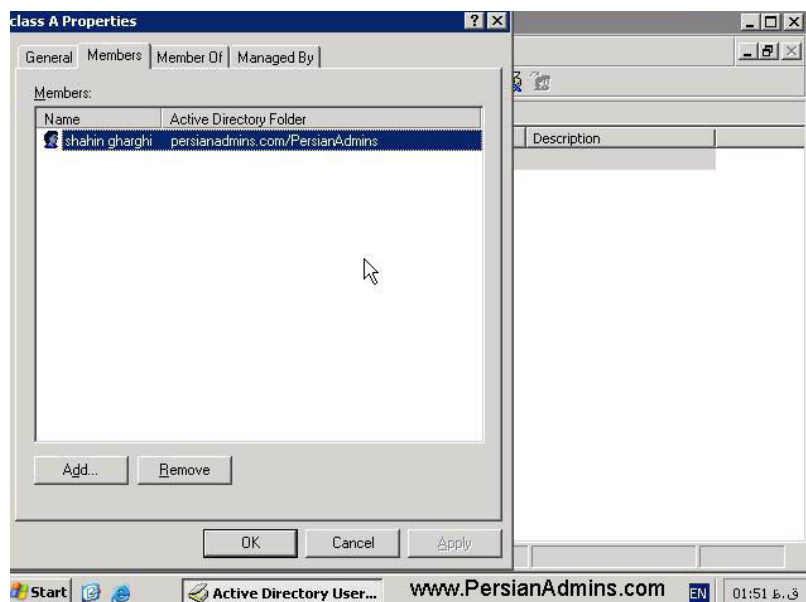 class A Properties
General Members Member Of Managed By
Members:
Name Active Directory Folder
shahin gharghi persianadmins.com/PersianAdmins
Description
Add... Remove
OK Cancel Apply
Start Active Directory User... www.PersianAdmins.com EN 01:51 ق.ظ